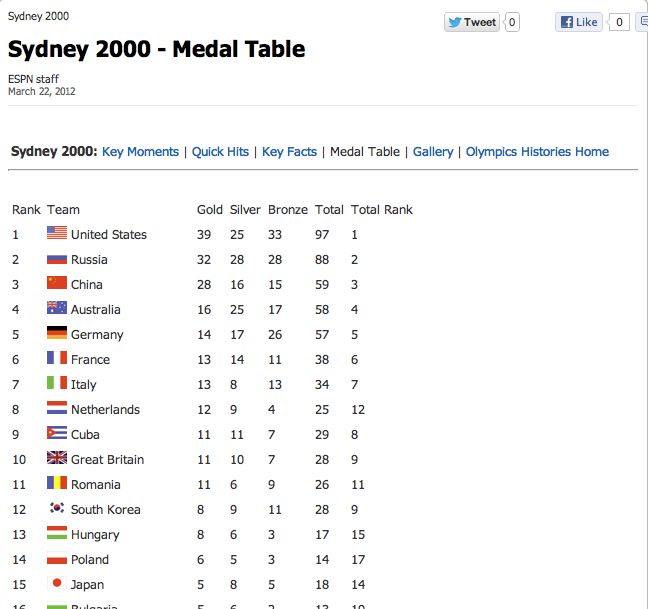 Sydney 2000
Tweet 0
Like 0
Sydney 2000 - Medal Table
ESPN staff
March 22, 2012
Sydney 2000: Key Moments | Quick Hits | Key Facts | Medal Table | Gallery | Olympics Histories Home
Rank Team Gold Silver Bronze Total Total Rank
1 United States 39 25 33 97 1
2 Russia 32 28 28 88 2
3 China 28 16 15 59 3
4 Australia 16 25 17 58 4
5 Germany 14 17 26 57 5
6 France 13 14 11 38 6
7 Italy 13 8 13 34 7
8 Netherlands 12 9 4 25 12
9 Cuba 11 11 7 29 8
10 Great Britain 11 10 7 28 9
11 Romania 11 6 9 26 11
12 South Korea 8 9 11 28 9
13 Hungary 8 6 3 17 15
14 Poland 6 5 3 14 17
15 Japan 5 8 5 18 14
16 Bulgaria 5 6 2 13 19